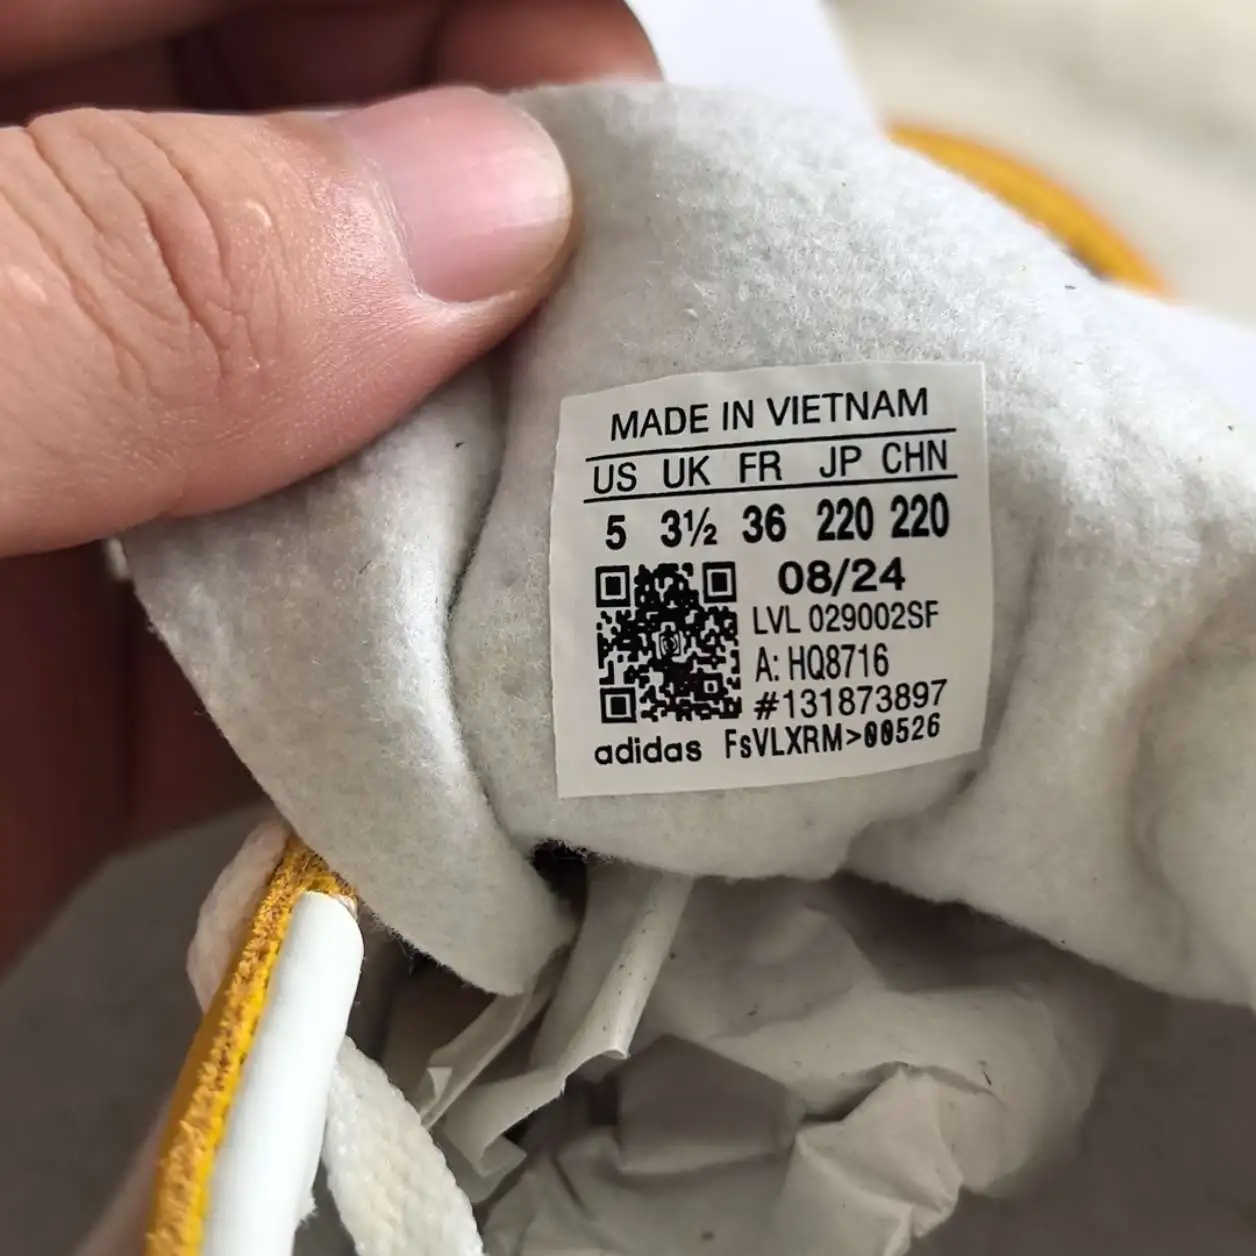 MADE IN VIETNAM
US UK FR JP CHN
5 3½ 36 220 220
08/24
LVL 029002SF
A: HQ8716
#131873897
adidas FsVLXRM>00526